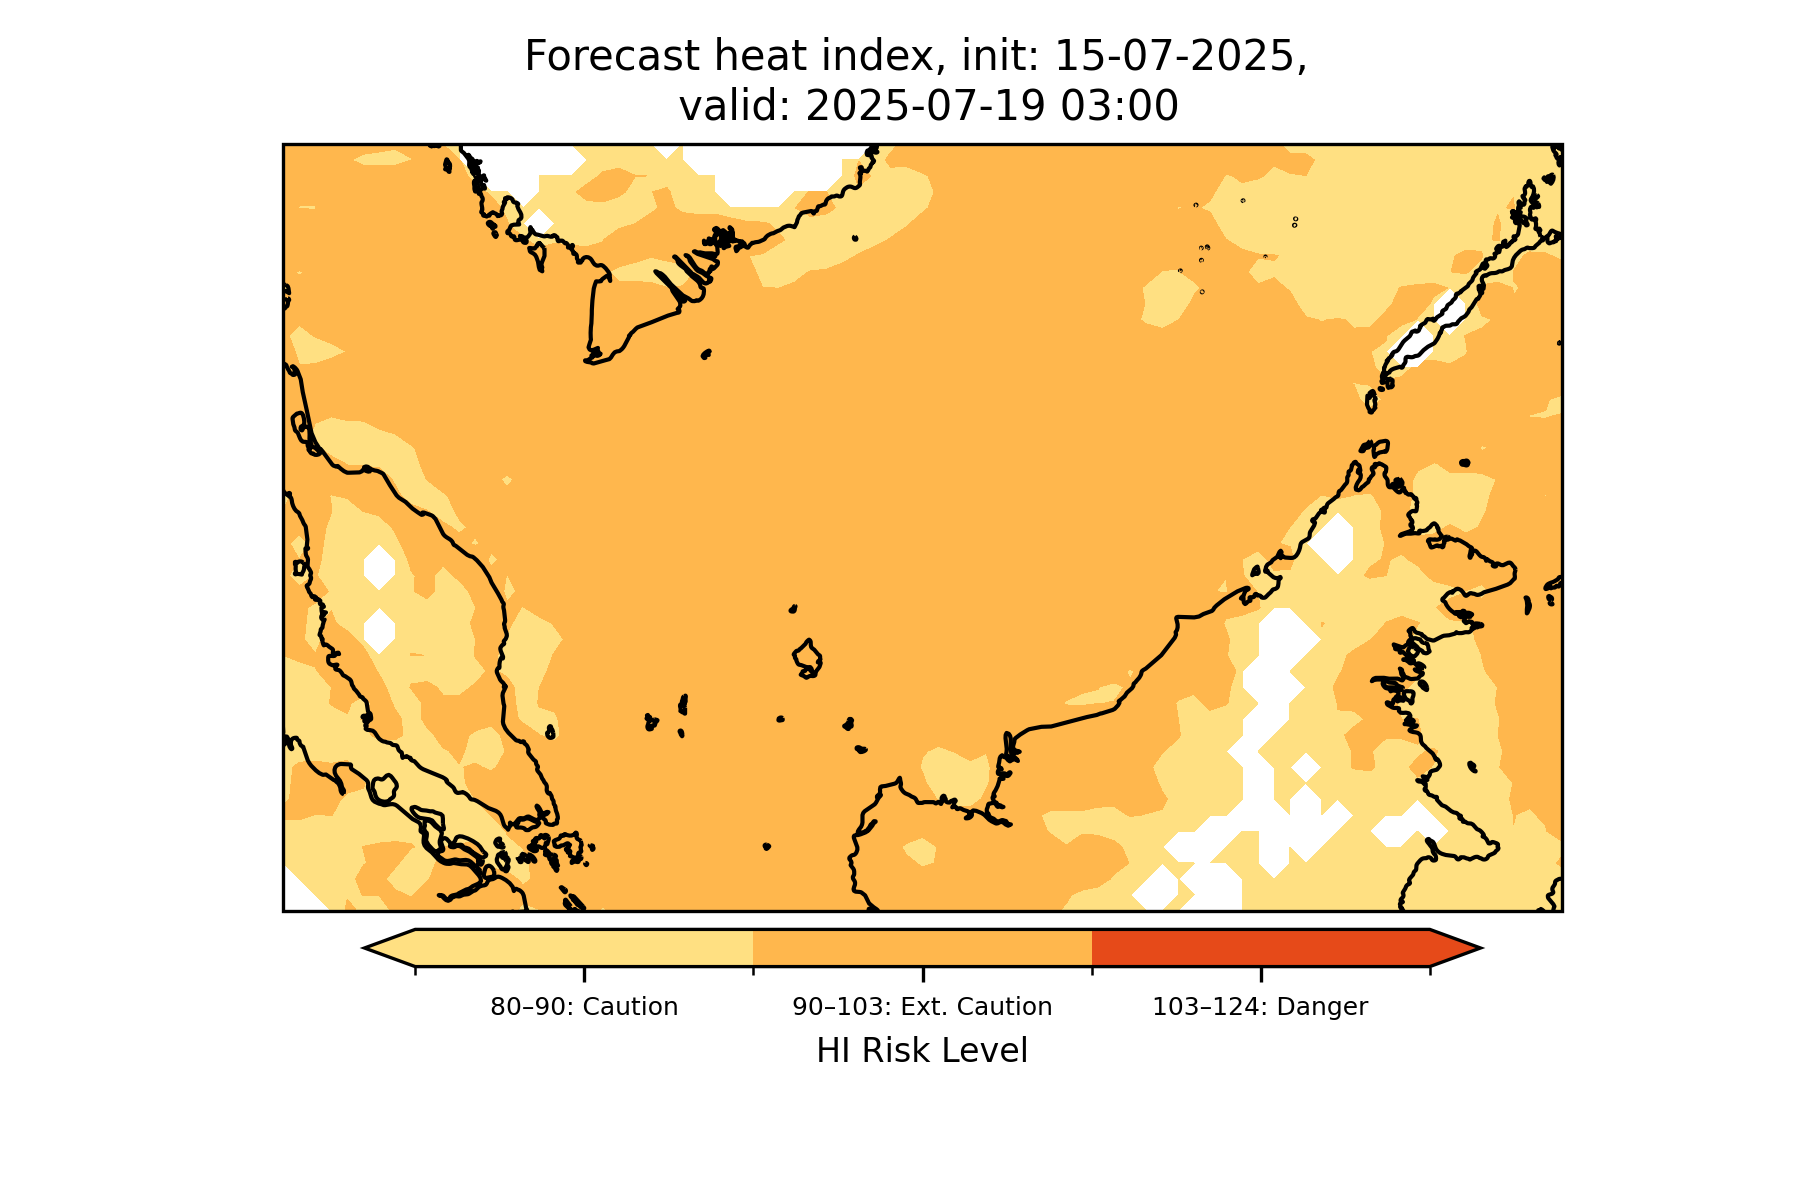 Forecast heat index, init: 15-07-2025,
valid: 2025-07-19 03:00
80–90: Caution
90–103: Ext. Caution
103–124: Danger
HI Risk Level